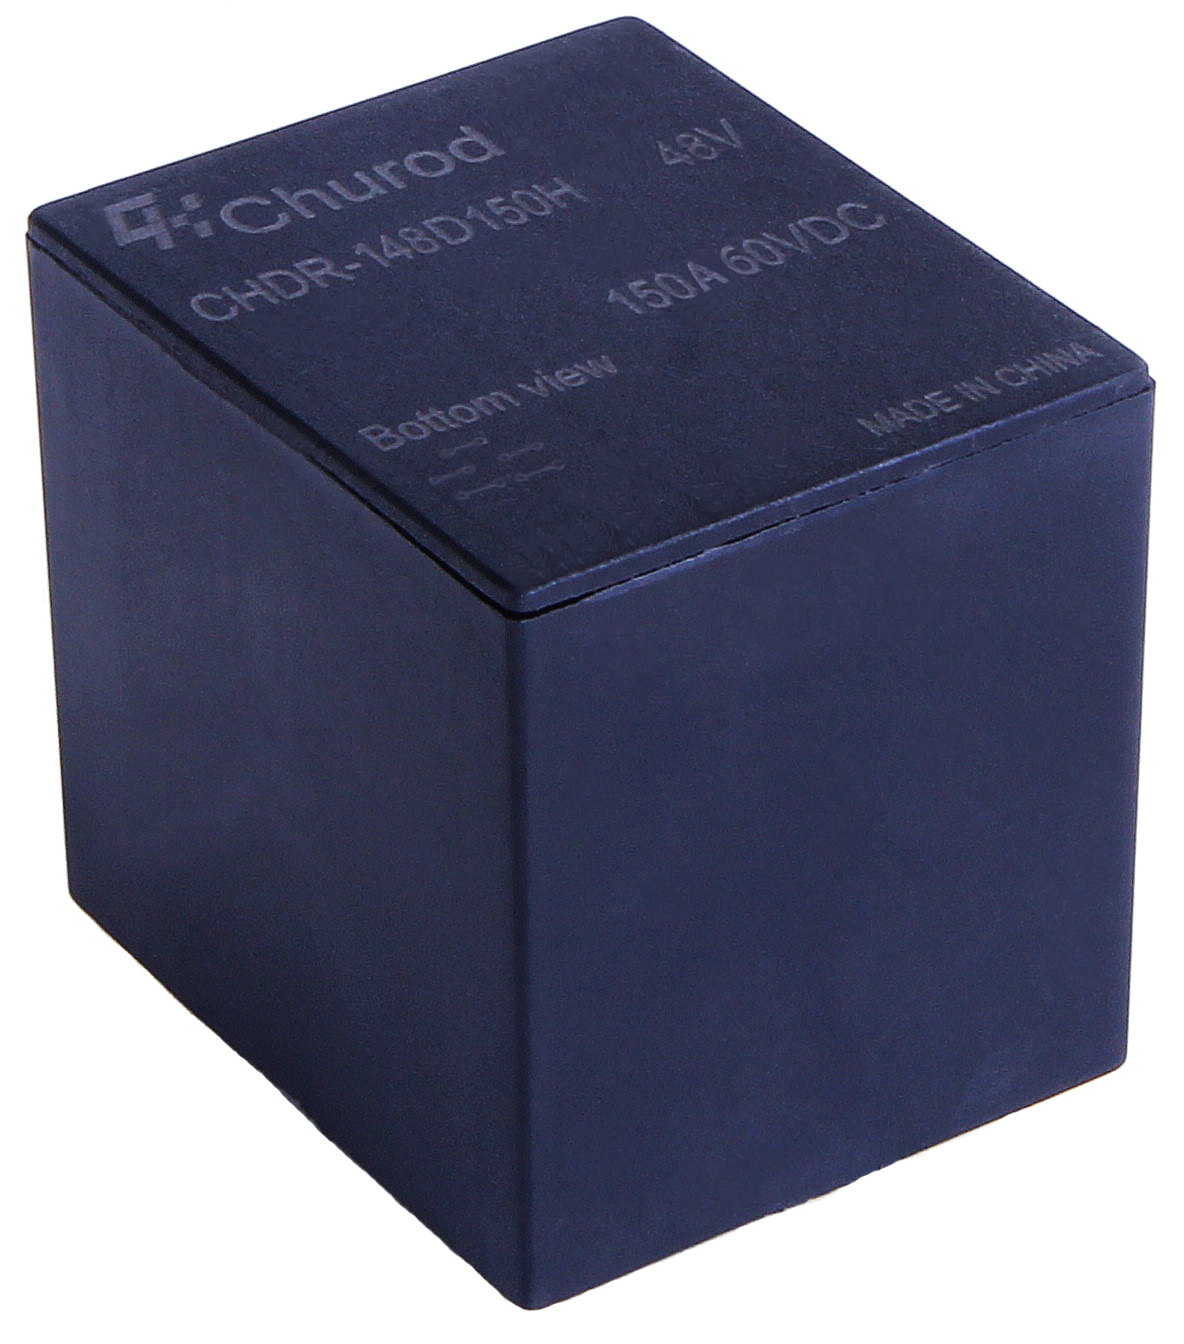 Churod
CHDR-148D150H
48V
150A 60VDC
Bottom view
MADE IN CHINA